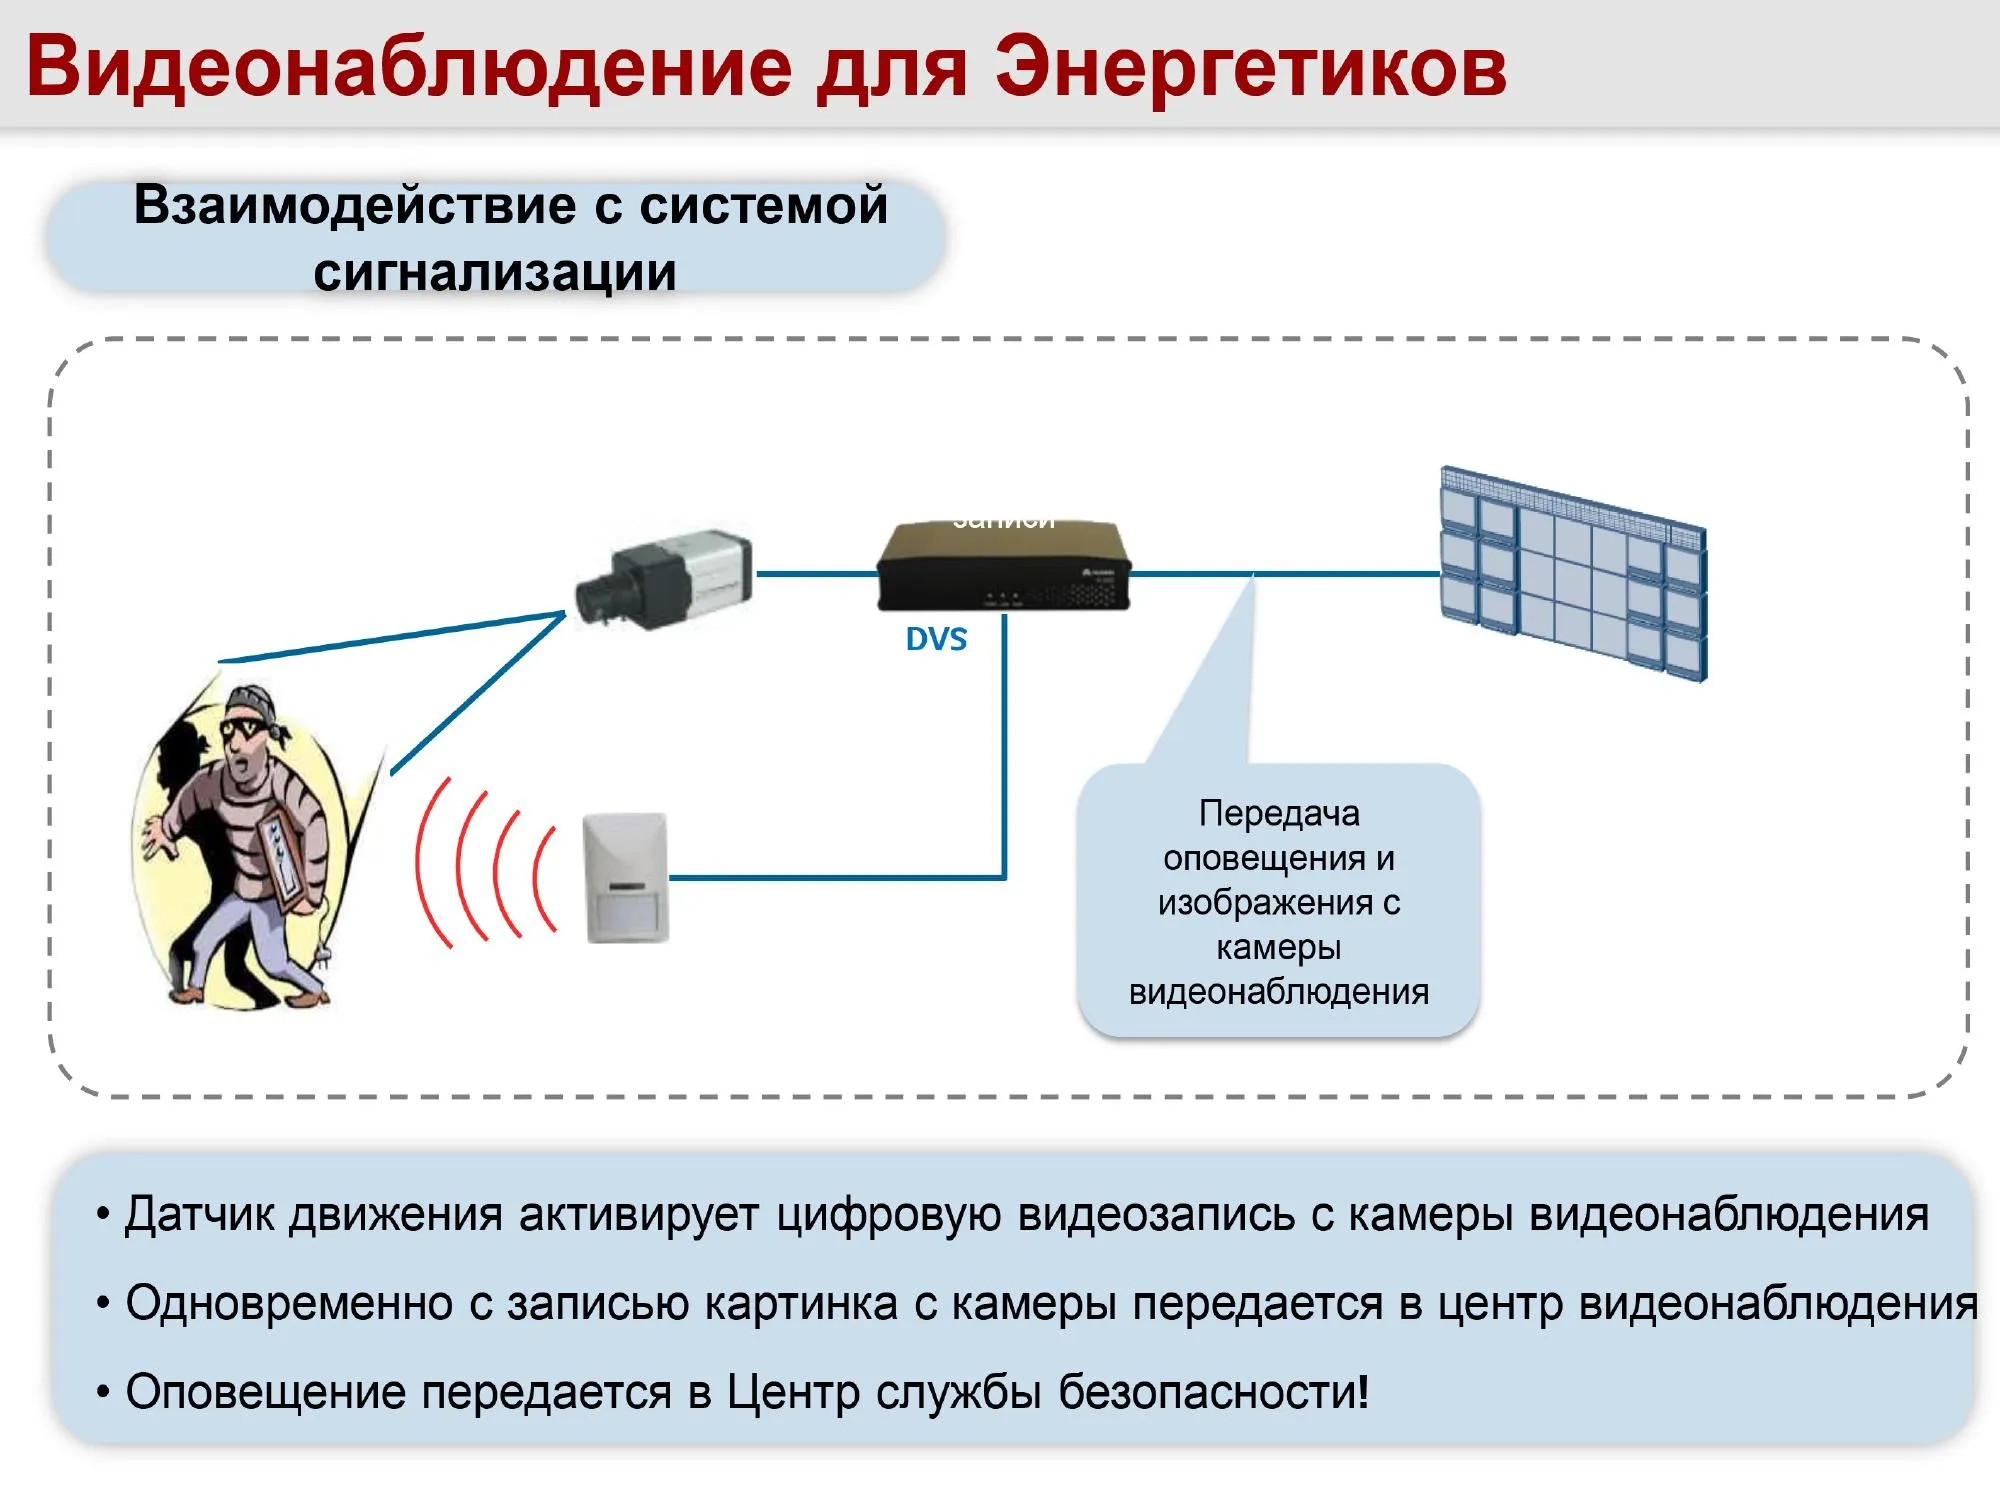 Видеонаблюдение для Энергетиков
Взаимодействие с системой
сигнализации
записи
DVS
Передача
оповещения и
изображения с
камеры
видеонаблюдения
• Датчик движения активирует цифровую видеозапись с камеры видеонаблюдения
• Одновременно с записью картинка с камеры передается в центр видеонаблюдения
• Оповещение передается в Центр службы безопасности!